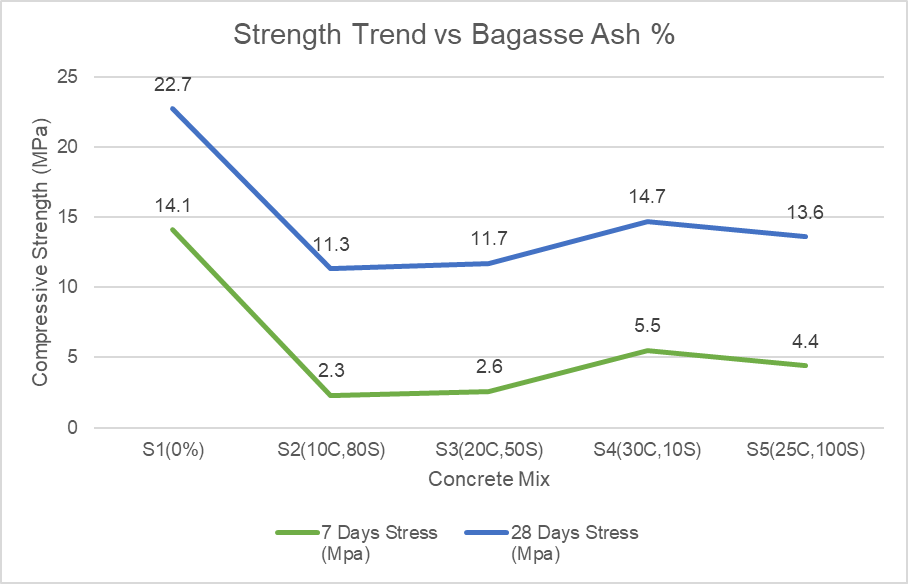 Strength Trend vs Bagasse Ash %
Compressive Strength (MPa)
25
20
15
10
5
0
22.7
11.3
11.7
14.7
13.6
14.1
2.3
2.6
5.5
4.4
S1(0%)
S2(10C,80S)
S3(20C,50S)
S4(30C,10S)
S5(25C,100S)
Concrete Mix
7 Days Stress
(Mpa)
28 Days Stress
(Mpa)